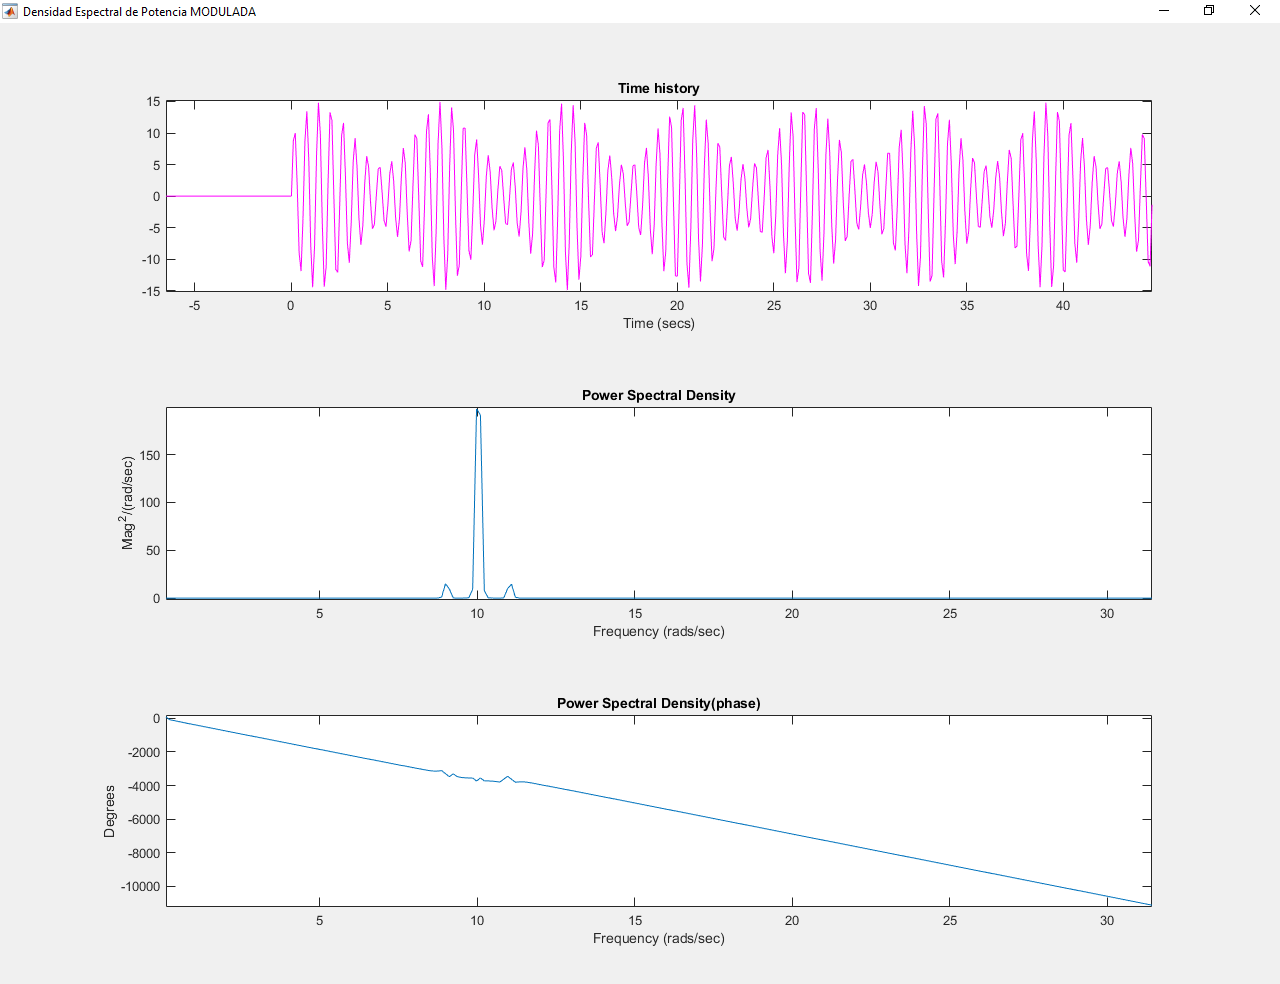 Densidad Espectral de Potencia MODULADA
Time history
15
10
5
0
-5
-10
-15
-5 0 5 10 15 20 25 30 35 40
Time (secs)
Power Spectral Density
Mag²/(rad/sec)
150
100
50
0
5 10 15 20 25 30
Frequency (rads/sec)
Power Spectral Density(phase)
Degrees
0
-2000
-4000
-6000
-8000
-10000
5 10 15 20 25 30
Frequency (rads/sec)